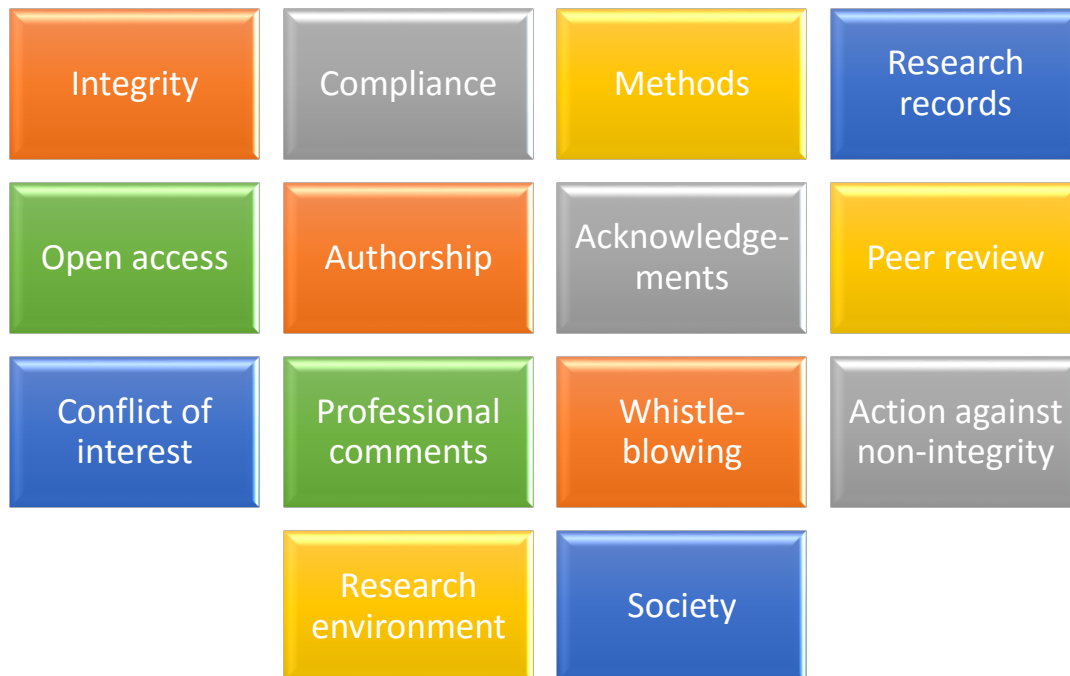 Integrity
Compliance
Methods
Research
records
Open access
Authorship
Acknowledge-
ments
Peer review
Conflict of
interest
Professional
comments
Whistle-
blowing
Action against
non-integrity
Research
environment
Society